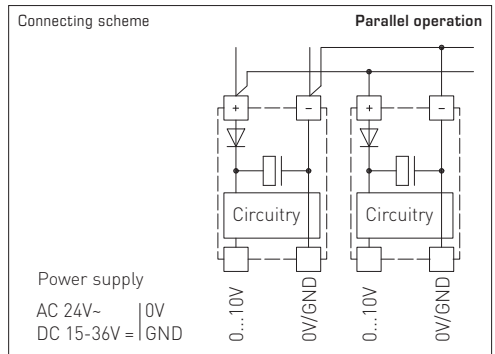 Connecting scheme
Parallel operation
+
–
+
–
Circuitry
Circuitry
Power supply
AC 24V~ | 0V
DC 15-36V = | GND
0...10V
0V/GND
0...10V
0V/GND